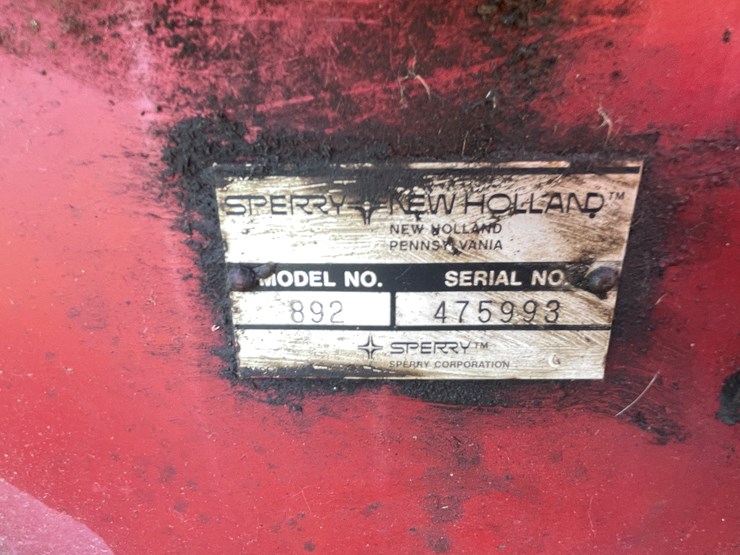 SPERRY NEW HOLLAND™
NEW HOLLAND
PENNSYLVANIA
MODEL NO. SERIAL NO.
892 475993
SPERRY™
SPERRY CORPORATION